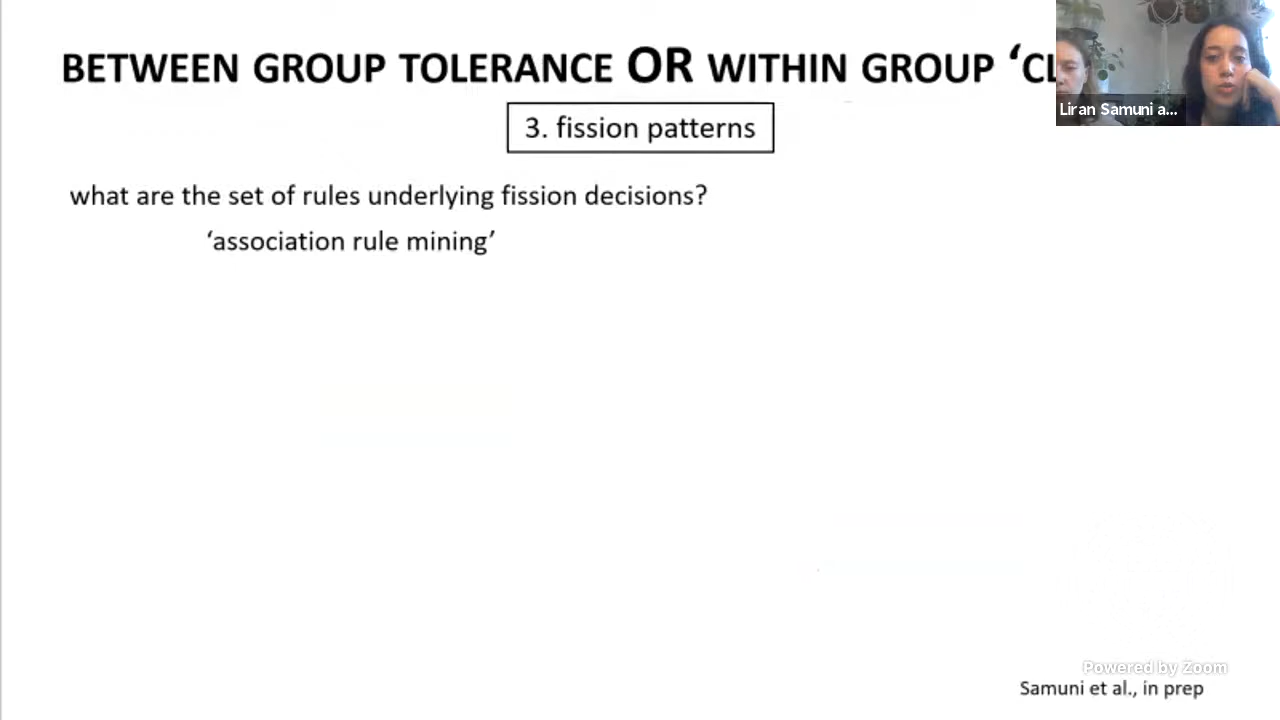 BETWEEN GROUP TOLERANCE OR WITHIN GROUP ‘CL
Liran Samuni a...
3. fission patterns
what are the set of rules underlying fission decisions?
‘association rule mining’
Powered by Zoom
Samuni et al., in prep